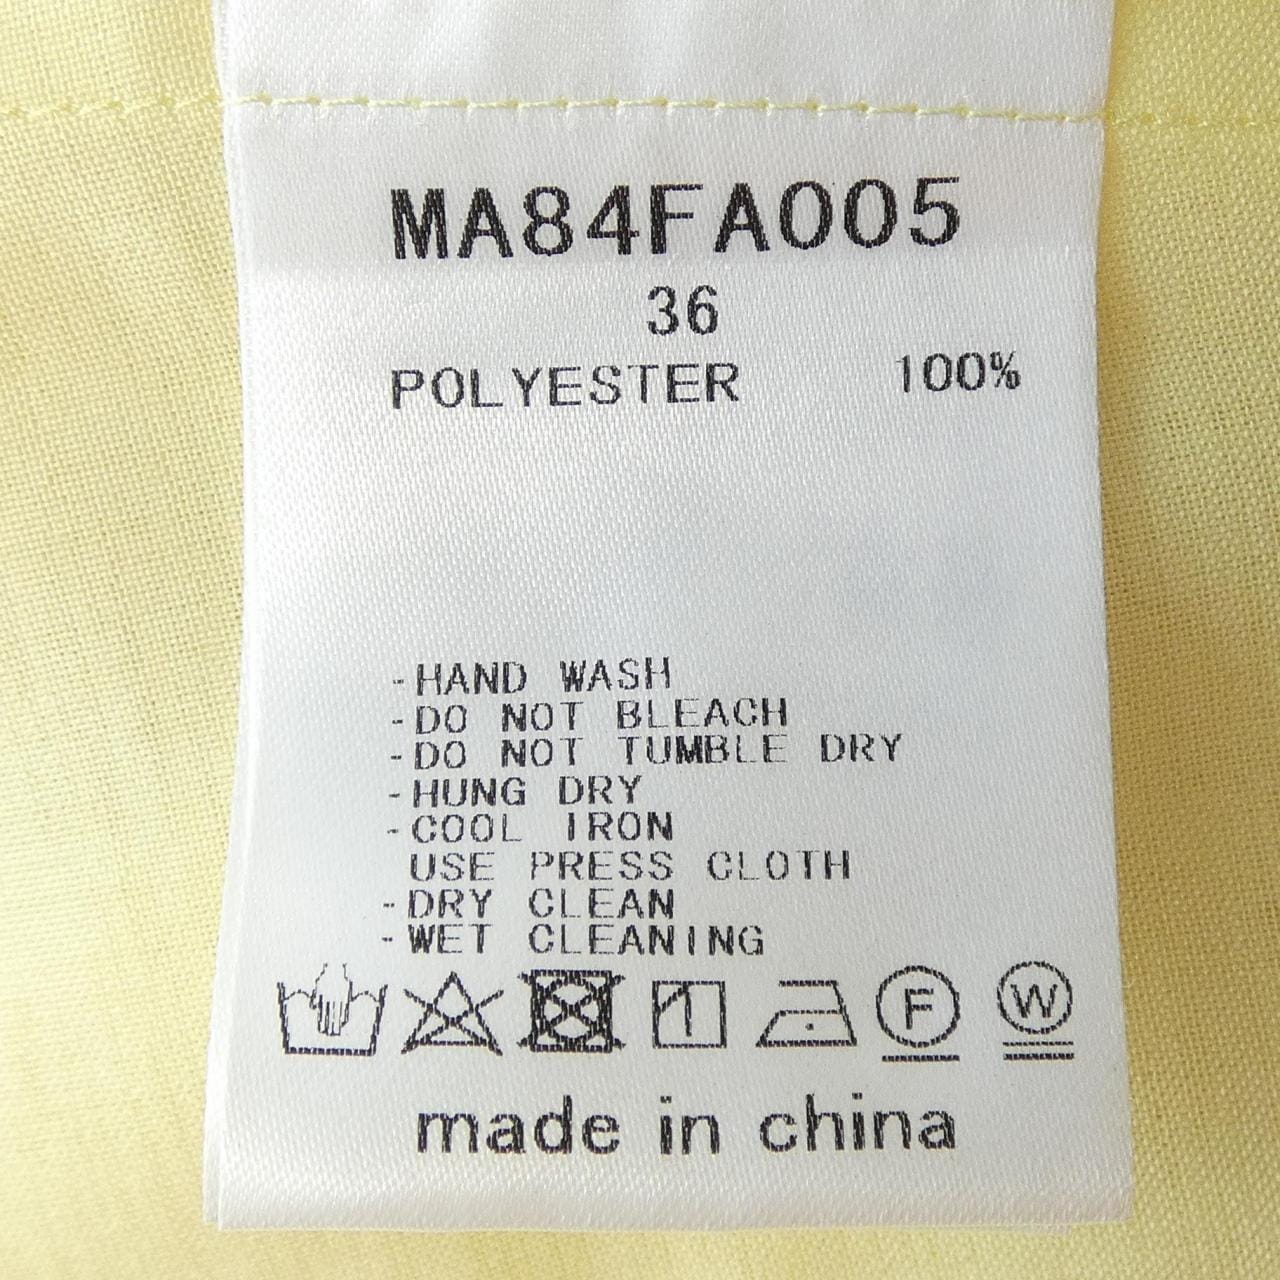 MA84FA005
36
POLYESTER 100%
-HAND WASH
-DO NOT BLEACH
-DO NOT TUMBLE DRY
-HUNG DRY
-COOL IRON
USE PRESS CLOTH
-DRY CLEAN
-WET CLEANING
F W
made in china